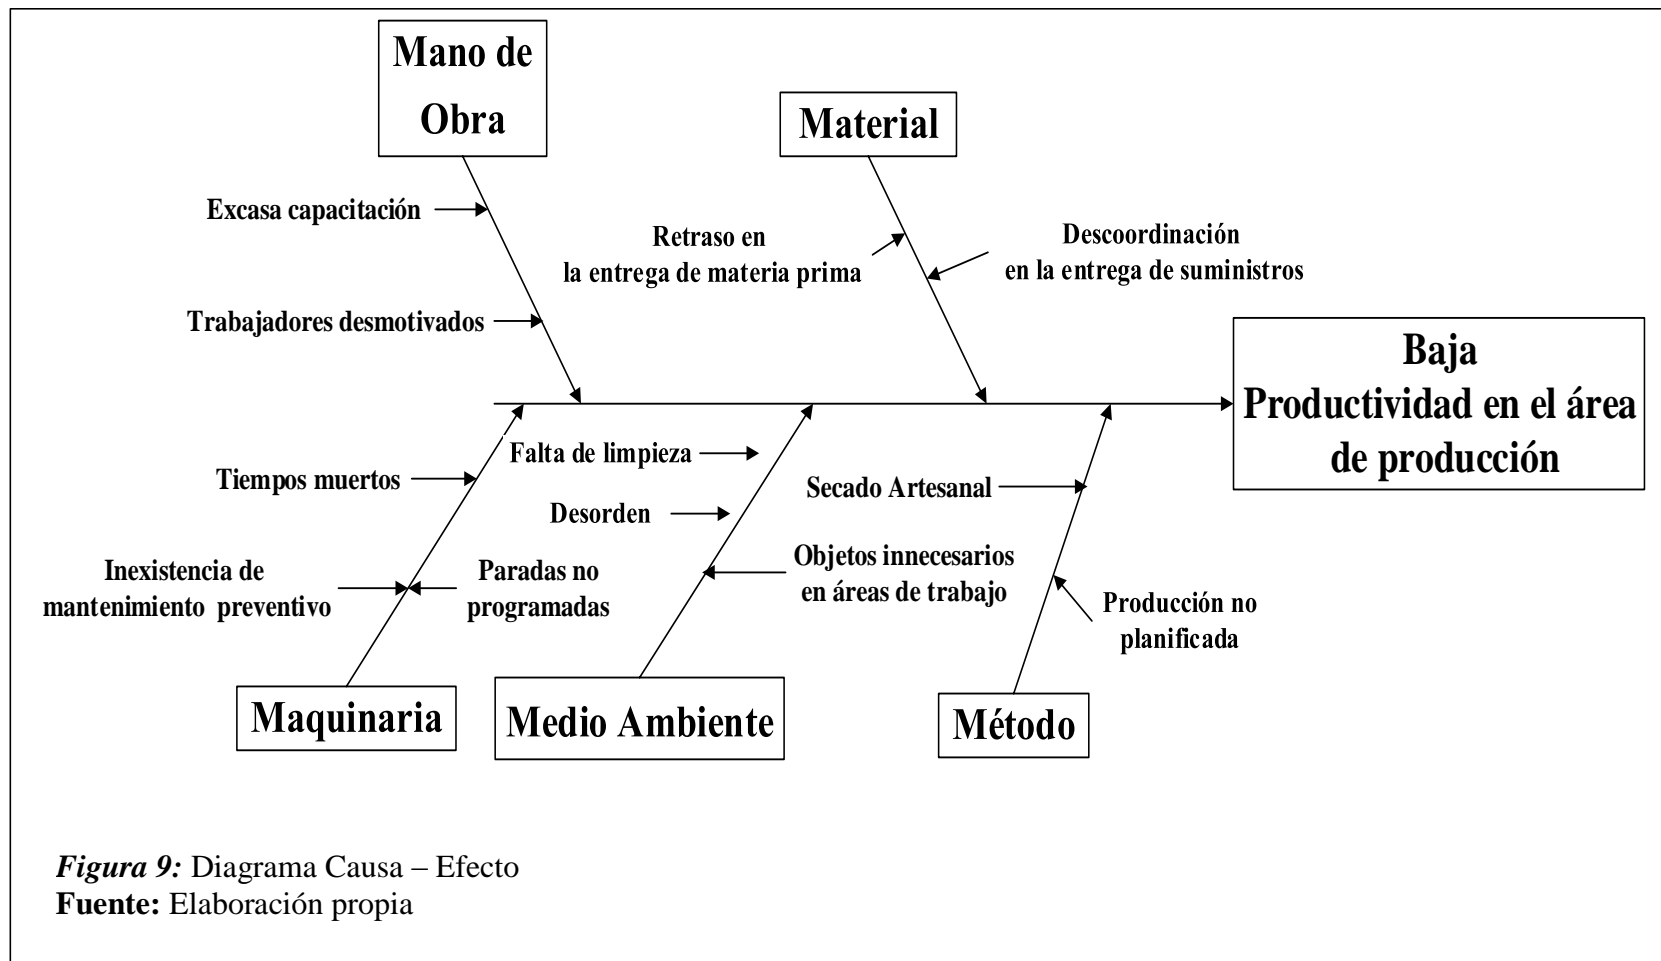 Mano de
Obra
Material
Excasa capacitación
Retraso en
la entrega de materia prima
Descoordinación
en la entrega de suministros
Trabajadores desmotivados
Baja
Productividad en el área
de producción
Falta de limpieza
Tiempos muertos
Secado Artesanal
Desorden
Inexistencia de
mantenimiento preventivo
Paradas no
programadas
Objetos innecesarios
en áreas de trabajo
Producción no
planificada
Maquinaria
Medio Ambiente
Método
Figura 9: Diagrama Causa – Efecto
Fuente: Elaboración propia